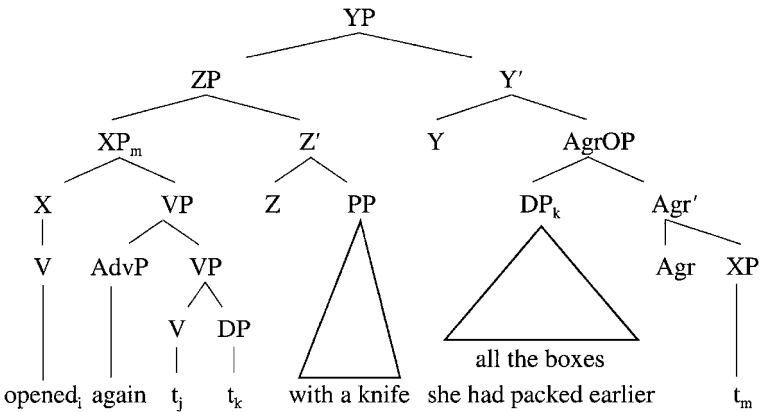 YP
ZP Y′
XPm Z′ Y AgrOP
X VP Z PP DPk Agr′
V AdvP VP Agr XP
V DP
all the boxes
openedi again tj tk with a knife she had packed earlier tm